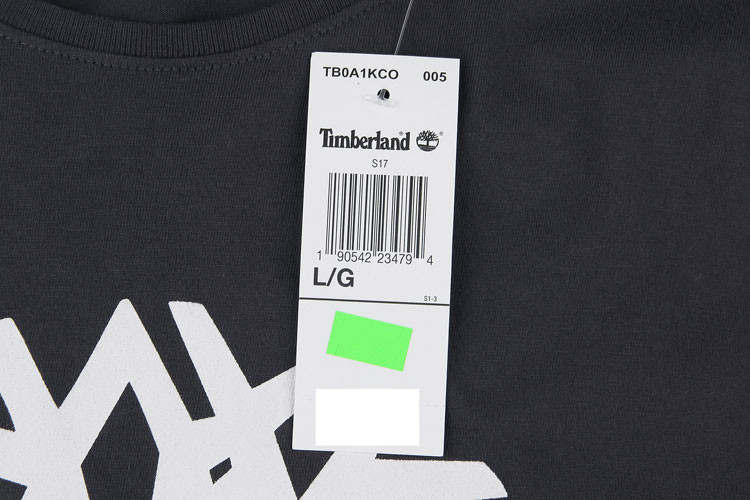 TB0A1KCO 005
Timberland®
S17
1 90542 23479 4
L/G
S1-3